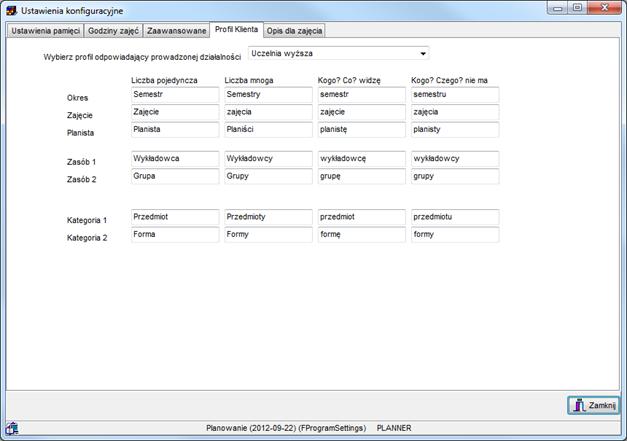 Ustawienia konfiguracyjne
Ustawienia pamięci Godziny zajęć Zaawansowane Profil Klienta Opis dla zajęcia
Wybierz profil odpowiadający prowadzonej działalności Uczelnia wyższa
Liczba pojedyncza Liczba mnoga Kogo? Co? widzę Kogo? Czego? nie ma
Okres Semestr Semestry semestr semestru
Zajęcie Zajęcie zajęcia zajęcie zajęcia
Planista Planista Planiści planistę planisty
Zasób 1 Wykładowca Wykładowcy wykładowcę wykładowcy
Zasób 2 Grupa Grupy grupę grupy
Kategoria 1 Przedmiot Przedmioty przedmiot przedmiotu
Kategoria 2 Forma Formy formę formy
Zamknij
Planowanie (2012-09-22) (FProgramSettings) PLANNER